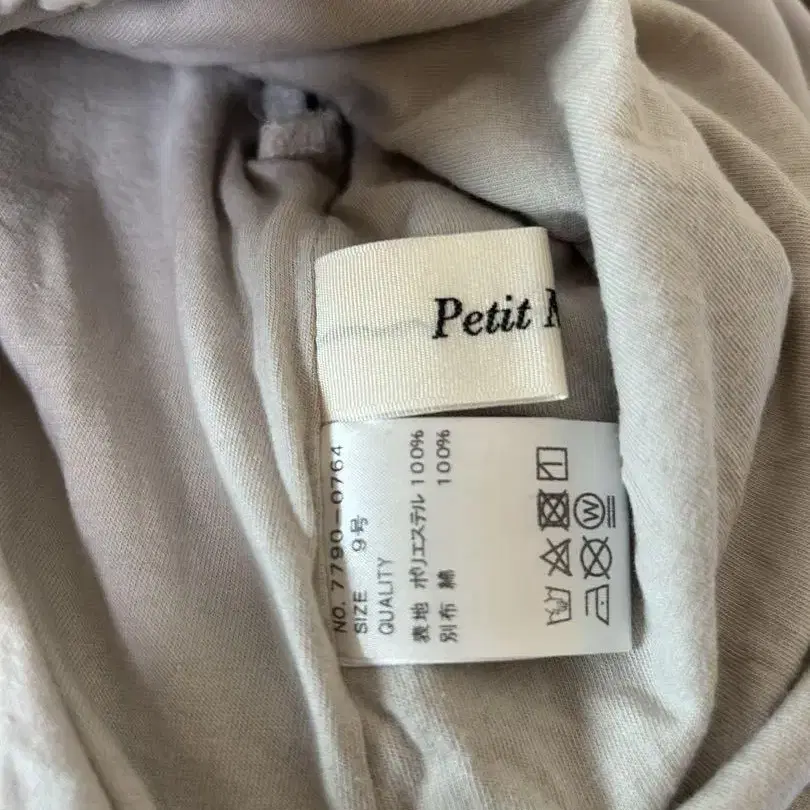 Petit
NO. 7790-0764
SIZE 9号
QUALITY
表地 ポリエステル 100%
別布 綿 100%
W